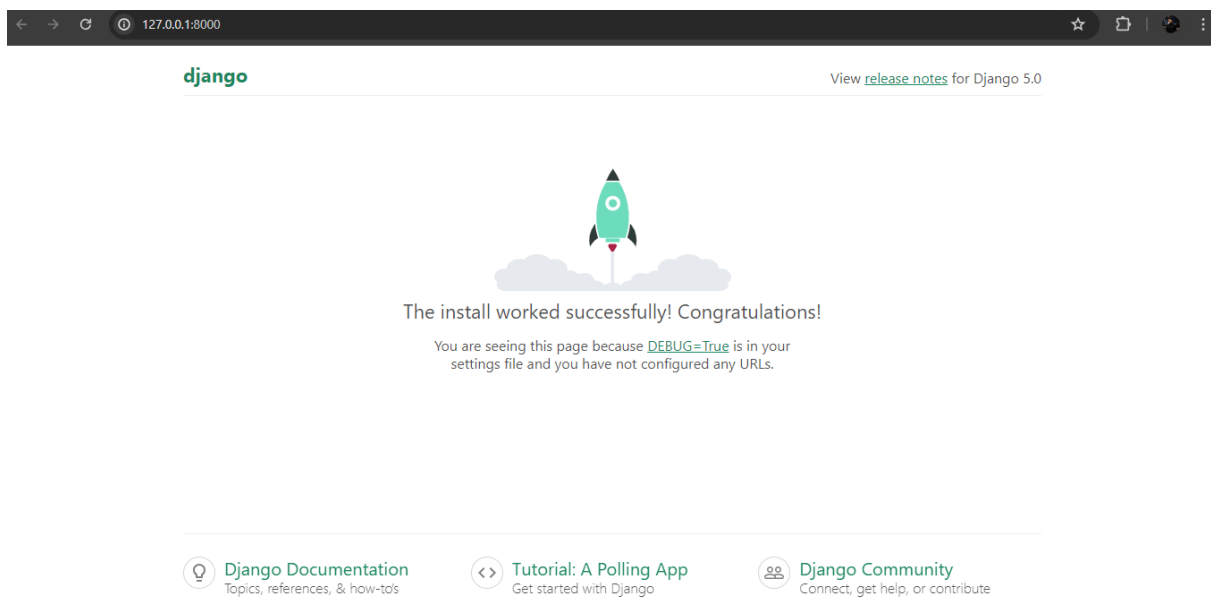 127.0.0.1:8000
django
View release notes for Django 5.0
The install worked successfully! Congratulations!
You are seeing this page because DEBUG=True is in your
settings file and you have not configured any URLs.
Django Documentation
Topics, references, & how-to's
Tutorial: A Polling App
Get started with Django
Django Community
Connect, get help, or contribute